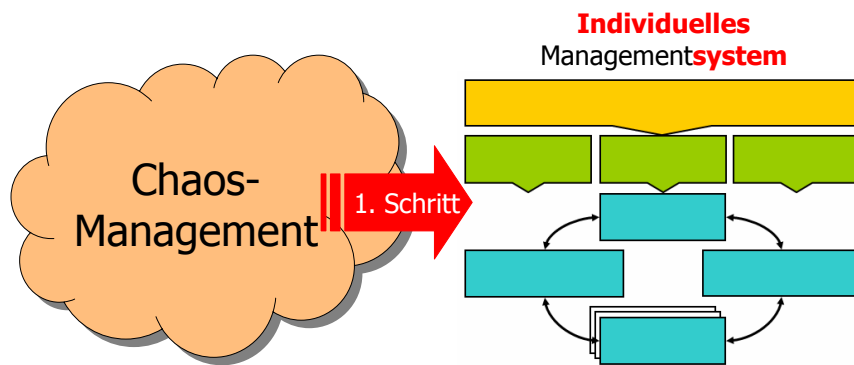 Individuelles
Managementsystem
Chaos-
Management
1. Schritt